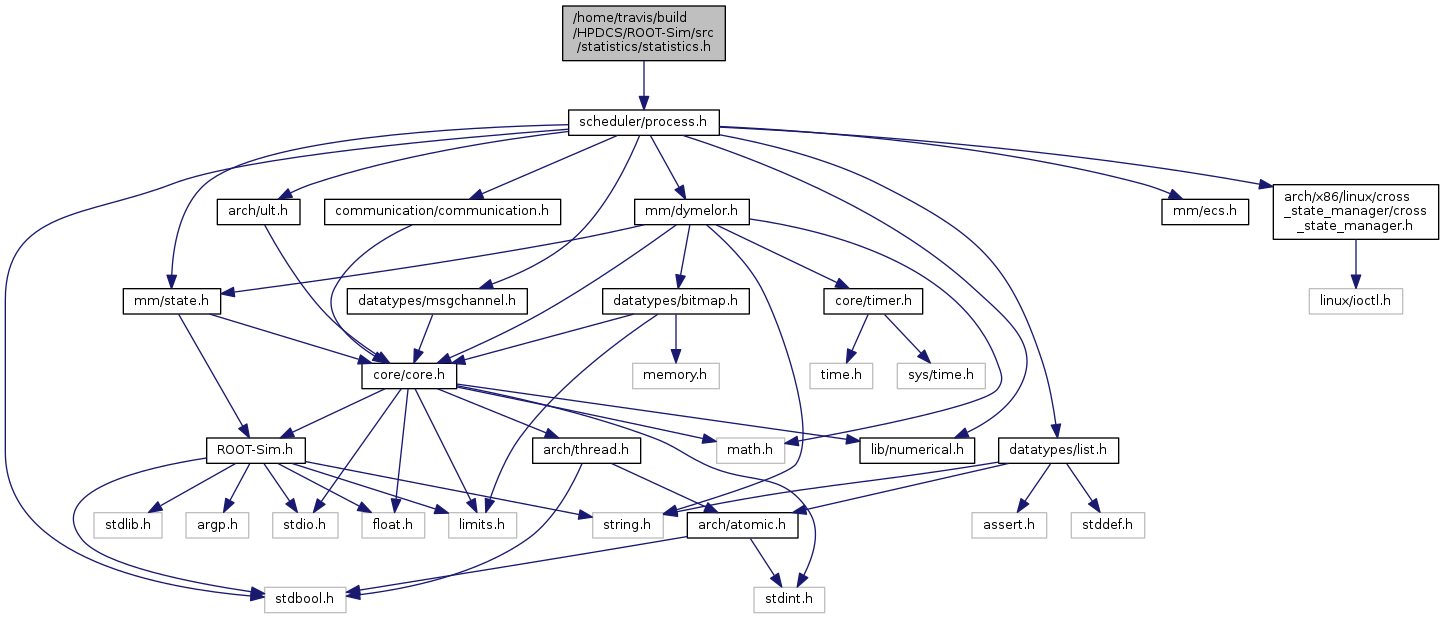 /home/travis/build
/HPDCS/ROOT-Sim/src
/statistics/statistics.h
scheduler/process.h
arch/ult.h
communication/communication.h
mm/dymelor.h
mm/ecs.h
arch/x86/linux/cross
_state_manager/cross
_state_manager.h
mm/state.h
datatypes/msgchannel.h
datatypes/bitmap.h
core/timer.h
linux/ioctl.h
core/core.h
memory.h
time.h
sys/time.h
ROOT-Sim.h
arch/thread.h
math.h
lib/numerical.h
datatypes/list.h
stdlib.h
argp.h
stdio.h
float.h
limits.h
string.h
arch/atomic.h
assert.h
stddef.h
stdbool.h
stdint.h